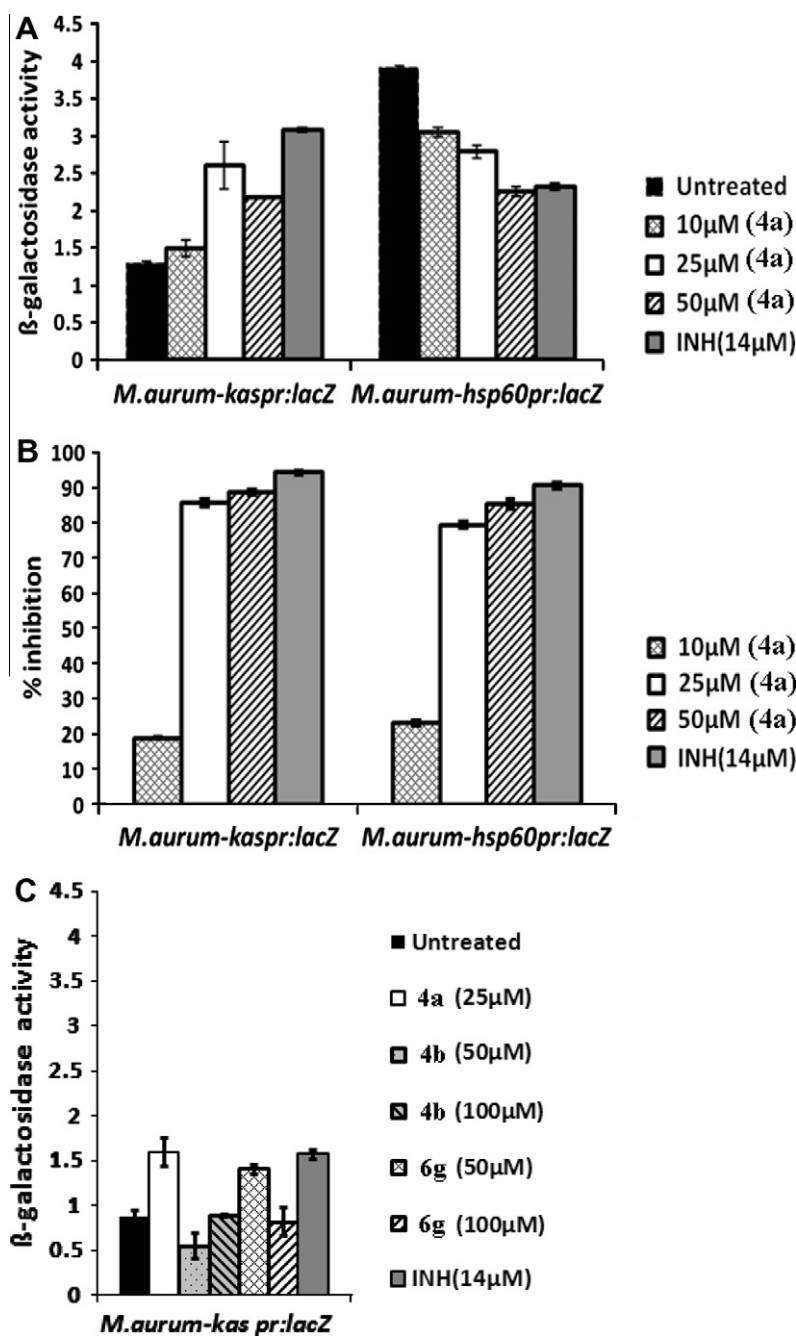 A
ß-galactosidase activity
4.5
4
3.5
3
2.5
2
1.5
1
0.5
0
M.aurum-kaspr:lacZ M.aurum-hsp60pr:lacZ
Untreated
10µM (4a)
25µM (4a)
50µM (4a)
INH(14µM)
B
% inhibition
100
90
80
70
60
50
40
30
20
10
0
M.aurum-kaspr:lacZ M.aurum-hsp60pr:lacZ
10µM (4a)
25µM (4a)
50µM (4a)
INH(14µM)
C
ß-galactosidase activity
4.5
4
3.5
3
2.5
2
1.5
1
0.5
0
M.aurum-kas pr:lacZ
Untreated
4a (25µM)
4b (50µM)
4b (100µM)
6g (50µM)
6g (100µM)
INH(14µM)